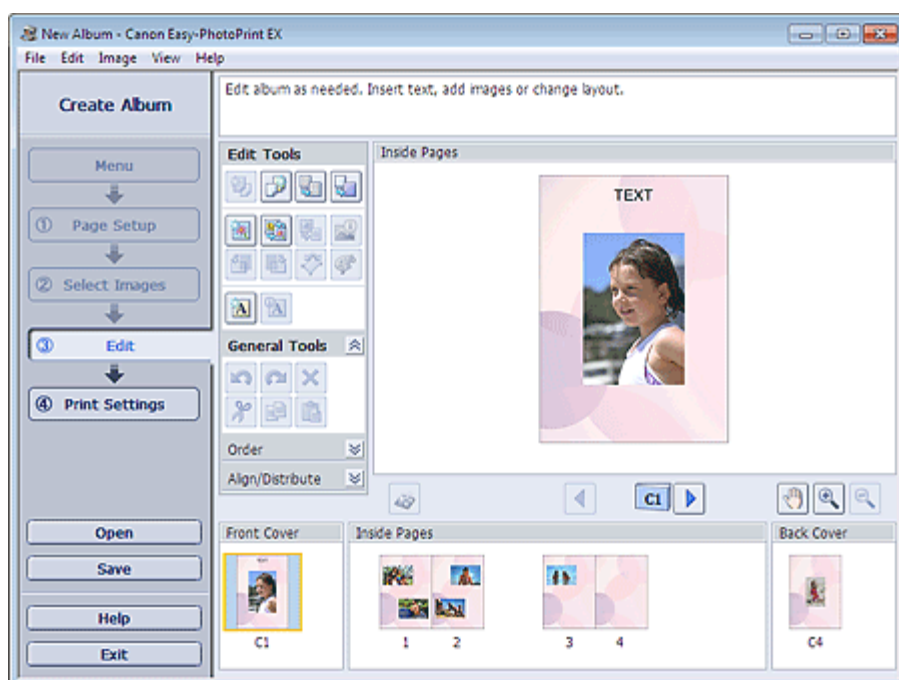 New Album - Canon Easy-PhotoPrint EX
File Edit Image View Help
Create Album
Edit album as needed. Insert text, add images or change layout.
Menu
① Page Setup
② Select Images
③ Edit
④ Print Settings
Open
Save
Help
Exit
Edit Tools
General Tools
Order
Align/Distribute
Inside Pages
TEXT
C1
Front Cover
C1
Inside Pages
1 2 3 4
Back Cover
C4